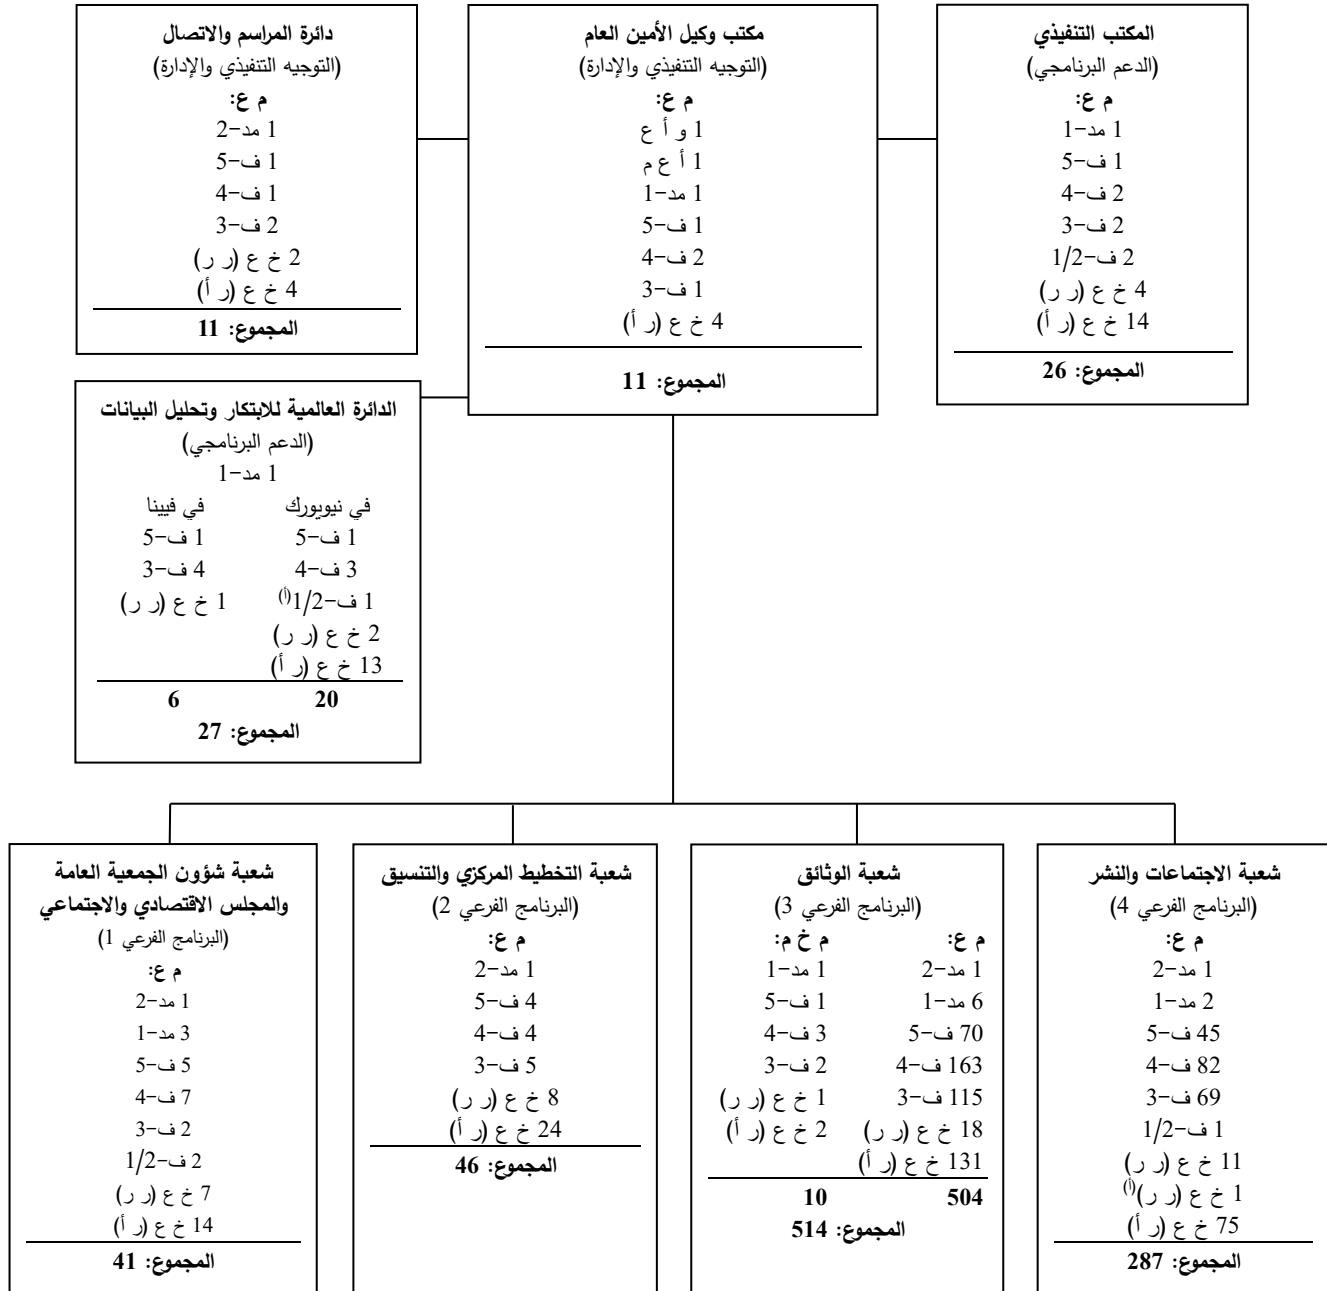 المكتب التنفيذي
(الدعم البرنامجي)
م ع:
1 مد-1
1 ف-5
2 ف-4
2 ف-3
2 ف-1/2
4 خ ع (ر ر)
14 خ ع (ر أ)
المجموع: 26
مكتب وكيل الأمين العام
(التوجيه التنفيذي والإدارة)
م ع:
1 و أ ع
1 أ ع م
1 مد-1
1 ف-5
2 ف-4
1 ف-3
4 خ ع (ر أ)
المجموع: 11
دائرة المراسم والاتصال
(التوجيه التنفيذي والإدارة)
م ع:
1 مد-2
1 ف-5
1 ف-4
2 ف-3
2 خ ع (ر ر)
4 خ ع (ر أ)
المجموع: 11
الدائرة العالمية للابتكار وتحليل البيانات
(الدعم البرنامجي)
1 مد-1
في نيويورك في فيينا
1 ف-5 1 ف-5
3 ف-4 4 ف-3
1 ف-1/2(أ) 1 خ ع (ر ر)
2 خ ع (ر ر)
13 خ ع (ر أ)
20 6
المجموع: 27
شعبة الاجتماعات والنشر
(البرنامج الفرعي 4)
م ع:
1 مد-2
2 مد-1
45 ف-5
82 ف-4
69 ف-3
1 ف-1/2
11 خ ع (ر ر)
1 خ ع (ر ر)(أ)
75 خ ع (ر أ)
المجموع: 287
شعبة الوثائق
(البرنامج الفرعي 3)
م ع: م خ م:
1 مد-2 1 مد-1
6 مد-1 1 ف-5
70 ف-5 3 ف-4
163 ف-4 2 ف-3
115 ف-3 1 خ ع (ر ر)
18 خ ع (ر ر) 2 خ ع (ر أ)
131 خ ع (ر أ)
504 10
المجموع: 514
شعبة التخطيط المركزي والتنسيق
(البرنامج الفرعي 2)
م ع:
1 مد-2
4 ف-5
4 ف-4
5 ف-3
8 خ ع (ر ر)
24 خ ع (ر أ)
المجموع: 46
شعبة شؤون الجمعية العامة
والمجلس الاقتصادي والاجتماعي
(البرنامج الفرعي 1)
م ع:
1 مد-2
3 مد-1
5 ف-5
7 ف-4
2 ف-3
2 ف-1/2
7 خ ع (ر ر)
14 خ ع (ر أ)
المجموع: 41